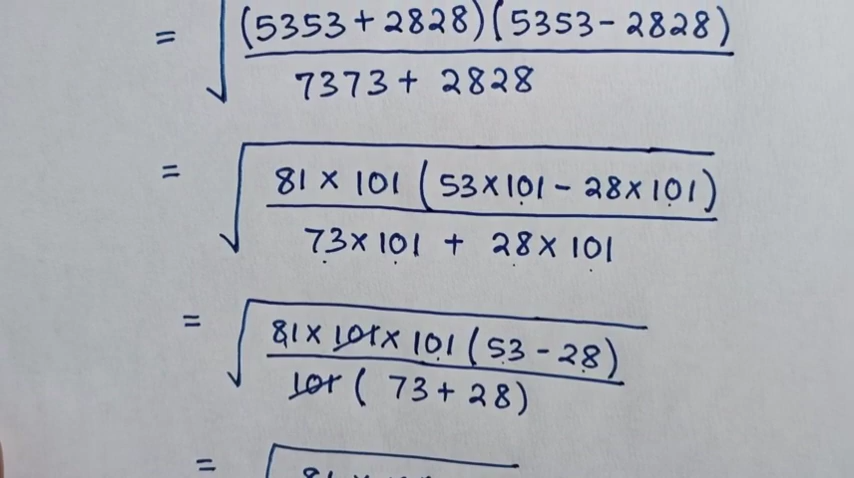 = √((5353 + 2828)(5353 - 2828) / 7373 + 2828)
= √(81 × 101 (53×101 - 28×101) / 73×101 + 28×101)
= √(81 × 101 × 101 (53 - 28) / 101 (73 + 28))
= √